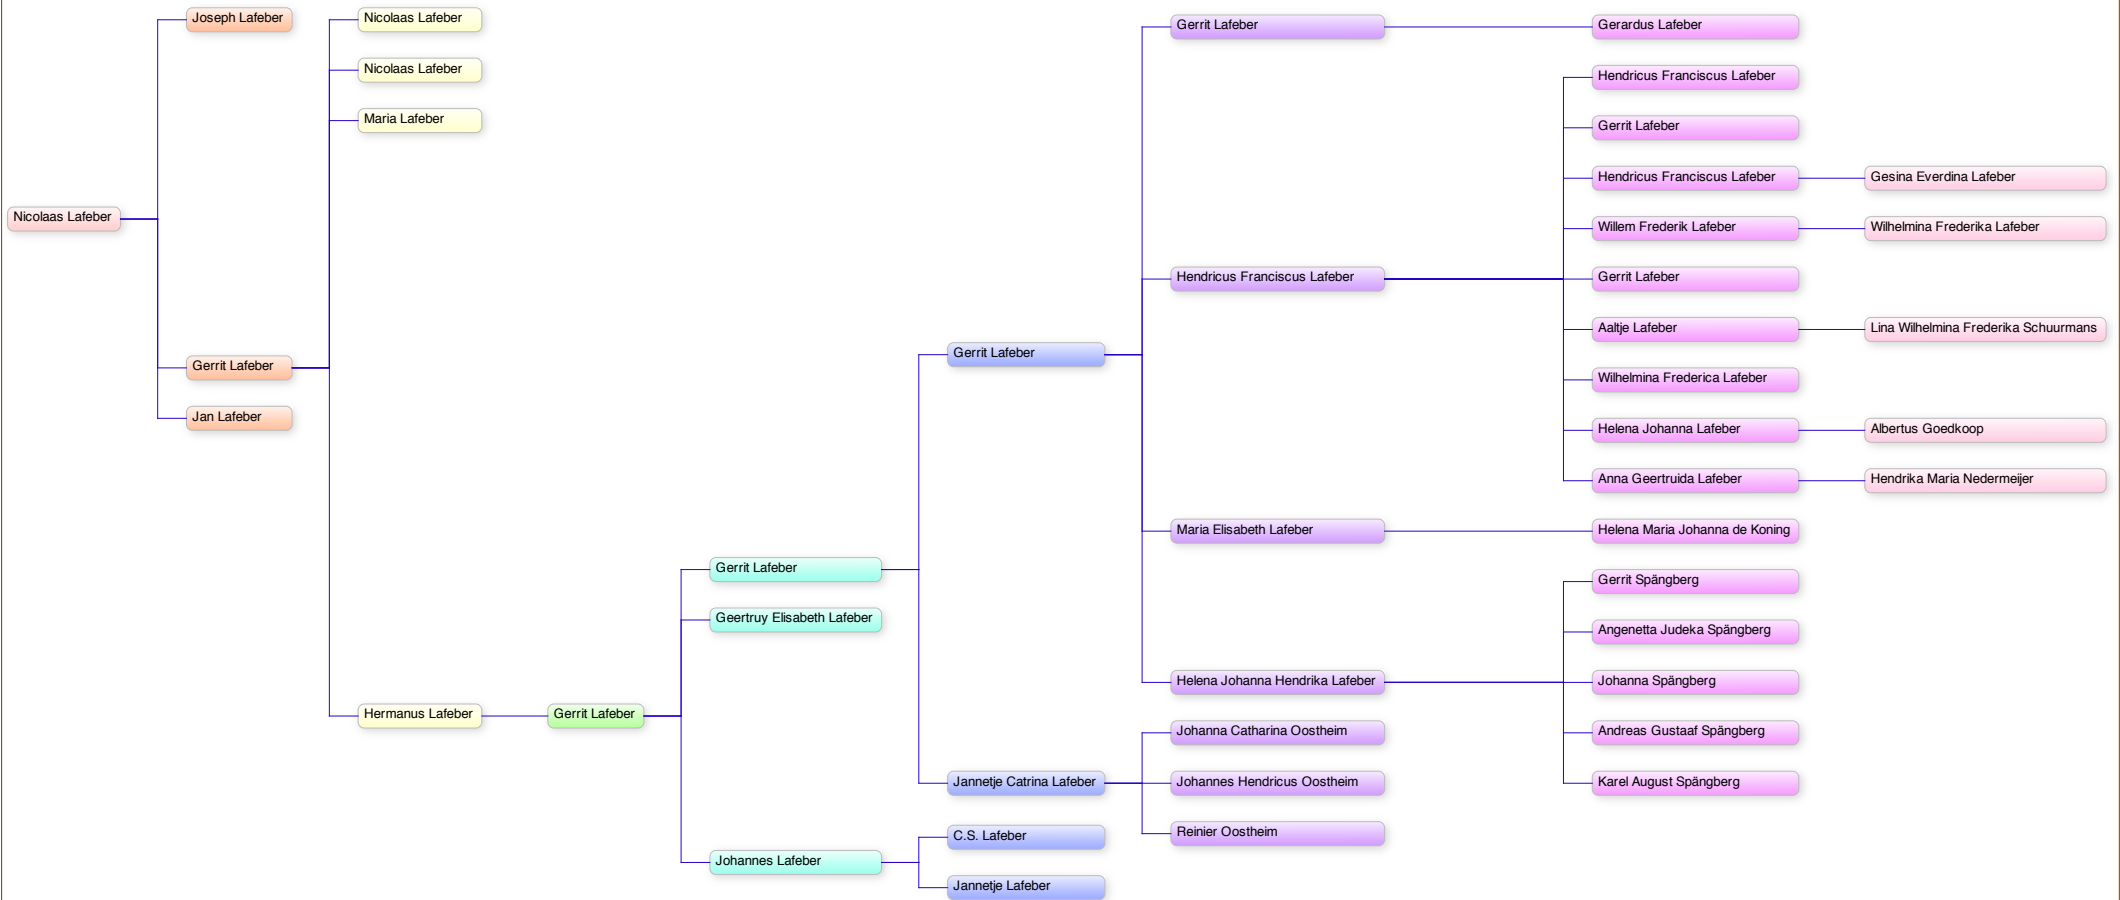 Nicolaas Lafeber
Joseph Lafeber
Gerrit Lafeber
Jan Lafeber
Nicolaas Lafeber
Nicolaas Lafeber
Maria Lafeber
Hermanus Lafeber
Gerrit Lafeber
Gerrit Lafeber
Geertruy Elisabeth Lafeber
Johannes Lafeber
Gerrit Lafeber
Jannetje Catrina Lafeber
C.S. Lafeber
Jannetje Lafeber
Gerrit Lafeber
Hendricus Franciscus Lafeber
Maria Elisabeth Lafeber
Helena Johanna Hendrika Lafeber
Johanna Catharina Oostheim
Johannes Hendricus Oostheim
Reinier Oostheim
Gerardus Lafeber
Hendricus Franciscus Lafeber
Gerrit Lafeber
Hendricus Franciscus Lafeber
Willem Frederik Lafeber
Gerrit Lafeber
Aaltje Lafeber
Wilhelmina Frederica Lafeber
Helena Johanna Lafeber
Anna Geertruida Lafeber
Helena Maria Johanna de Koning
Gerrit Spängberg
Angenetta Judeka Spängberg
Johanna Spängberg
Andreas Gustaaf Spängberg
Karel August Spängberg
Gesina Everdina Lafeber
Wilhelmina Frederika Lafeber
Lina Wilhelmina Frederika Schuurmans
Albertus Goedkoop
Hendrika Maria Nedermeijer